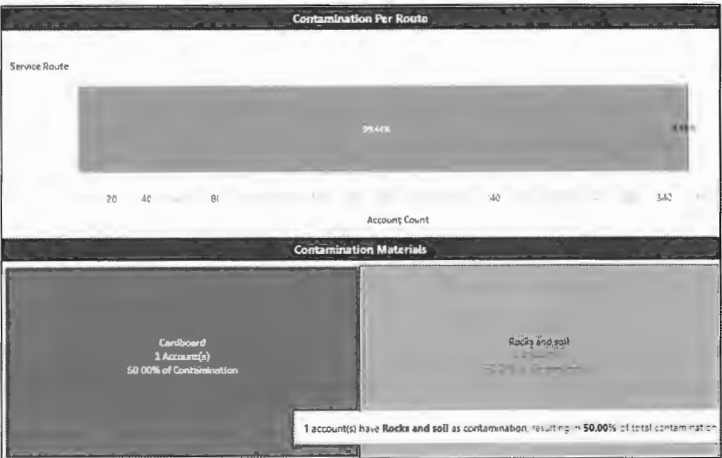 Contamination Per Route
Service Route
99.44%
20 40
340
Account Count
Contamination Materials
Cardboard
1 Account(s)
50.00% of Contamination
Rocks and soil
1 account(s) have Rocks and soil as contamination, resulting in 50.00% of total contamination